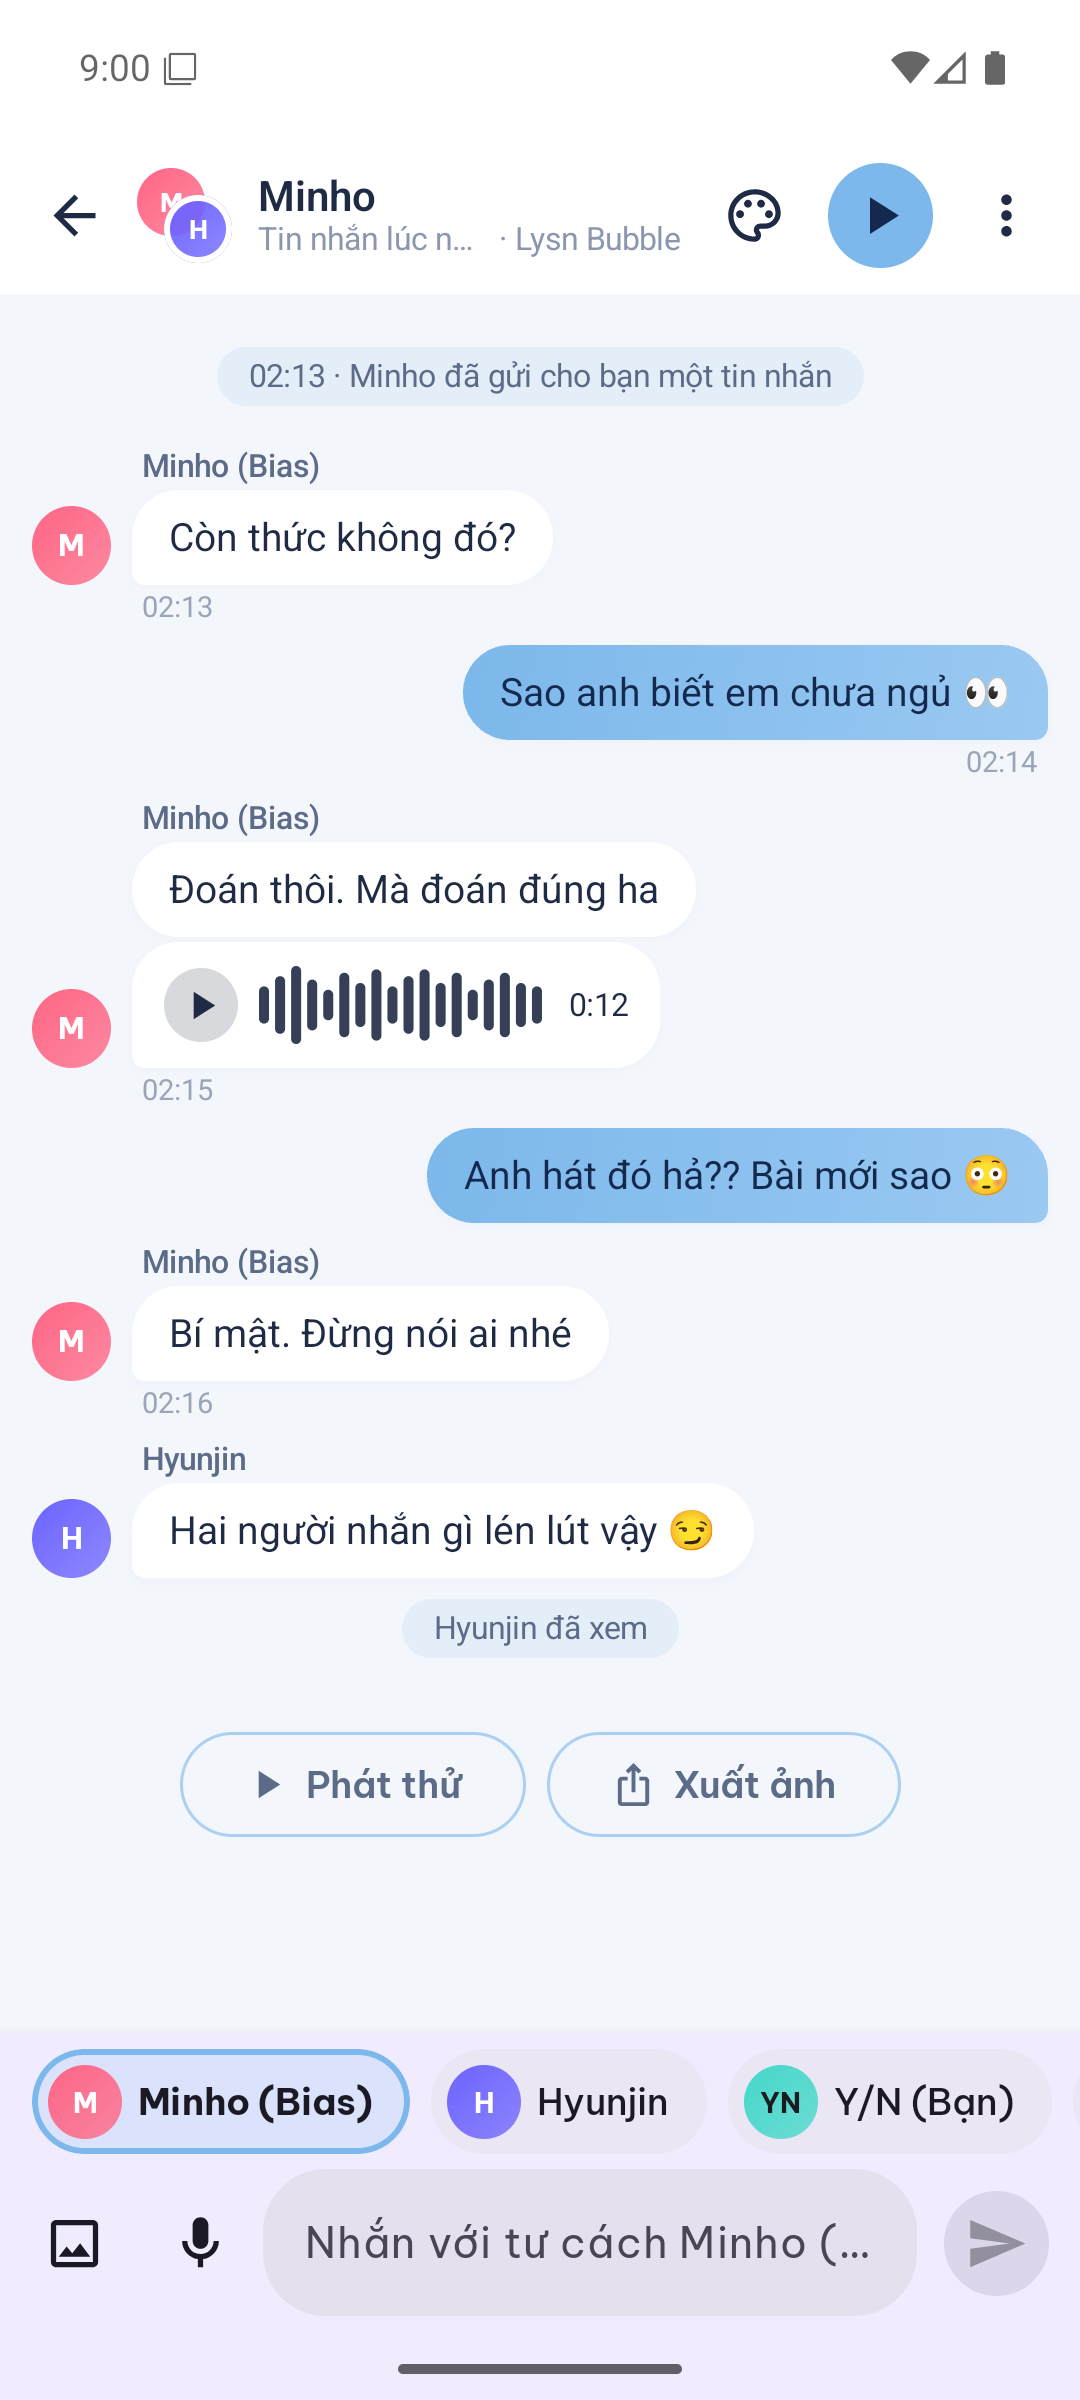 9:00
M
H
Minho
Tin nhắn lúc n... · Lysn Bubble
02:13 · Minho đã gửi cho bạn một tin nhắn
Minho (Bias)
M
Còn thức không đó?
02:13
Sao anh biết em chưa ngủ 👀
02:14
Minho (Bias)
Đoán thôi. Mà đoán đúng ha
M
0:12
02:15
Anh hát đó hả?? Bài mới sao 😳
Minho (Bias)
M
Bí mật. Đừng nói ai nhé
02:16
Hyunjin
H
Hai người nhắn gì lén lút vậy 😏
Hyunjin đã xem
Phát thử
Xuất ảnh
M Minho (Bias)
H Hyunjin
YN Y/N (Bạn)
Nhắn với tư cách Minho (...